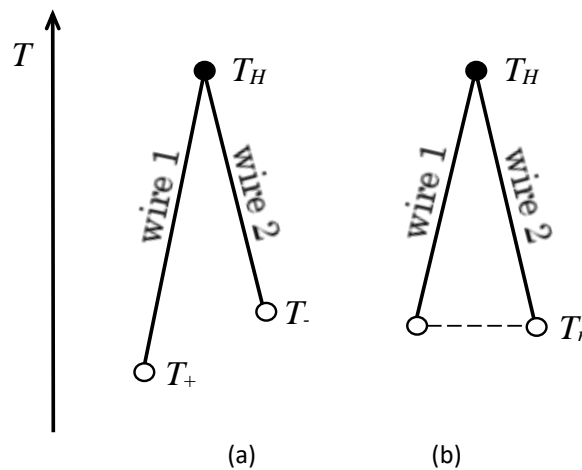 T
T_H
T_H
wire 1
wire 2
wire 1
wire 2
T_-
T_r
T_+
(a)
(b)